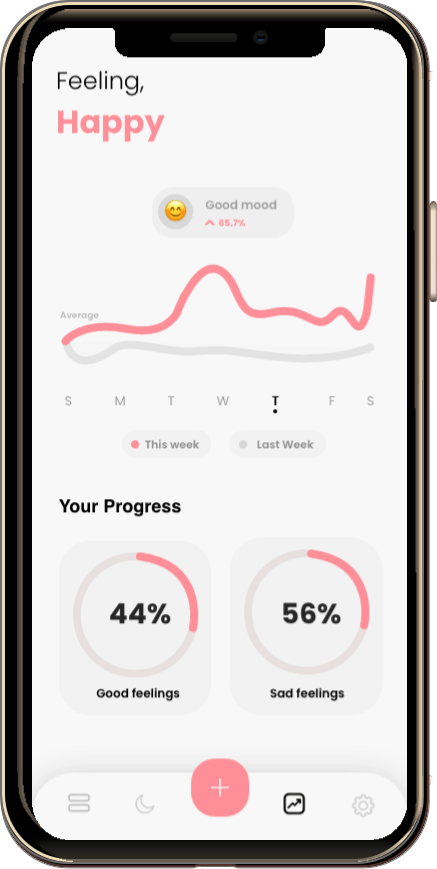 Feeling,
Happy
Good mood
65.7%
Average
S M T W T F S
This week Last Week
Your Progress
44% 56%
Good feelings Sad feelings